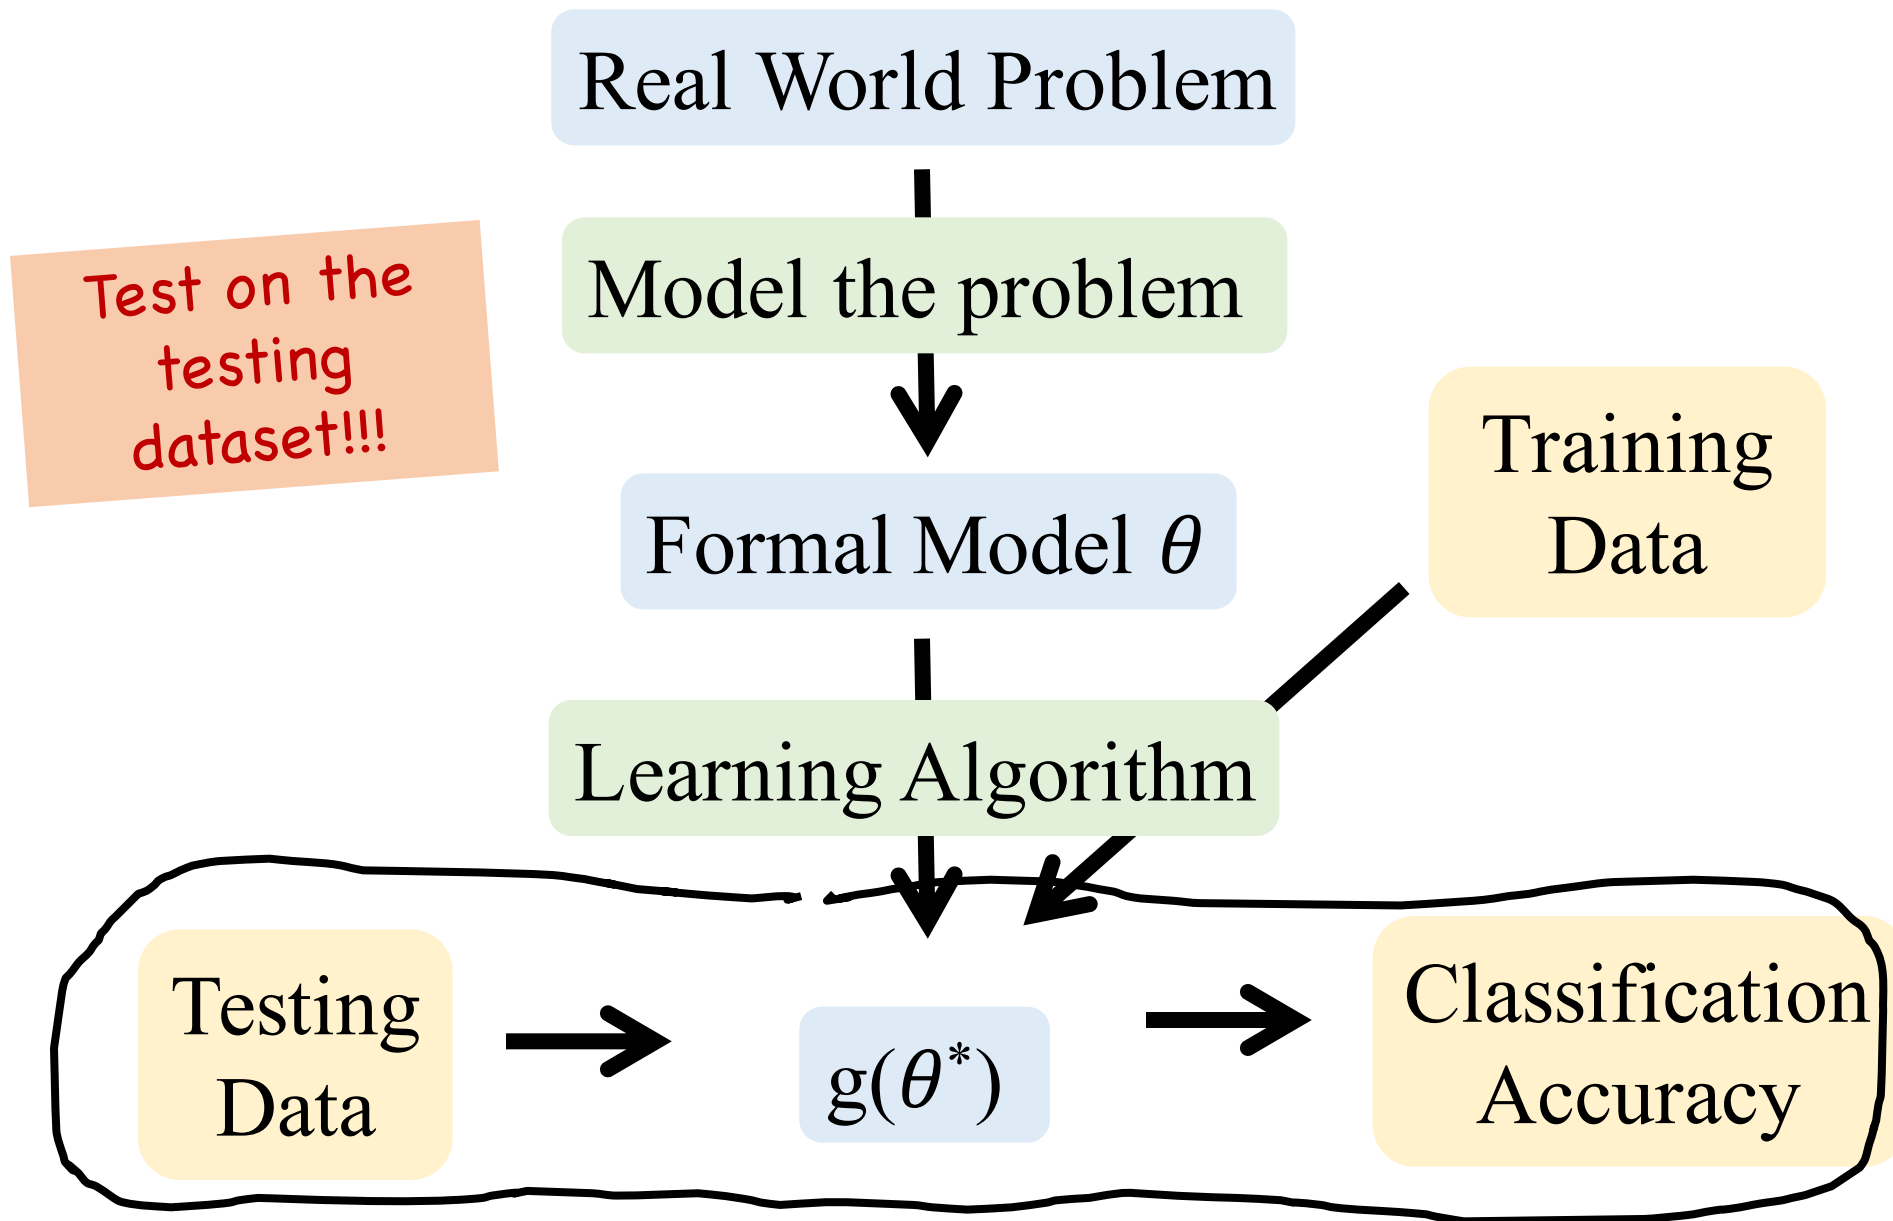 Real World Problem
Model the problem
Test on the
testing
dataset!!!
Training
Data
Formal Model θ
Learning Algorithm
Testing
Data
g(θ*)
Classification
Accuracy